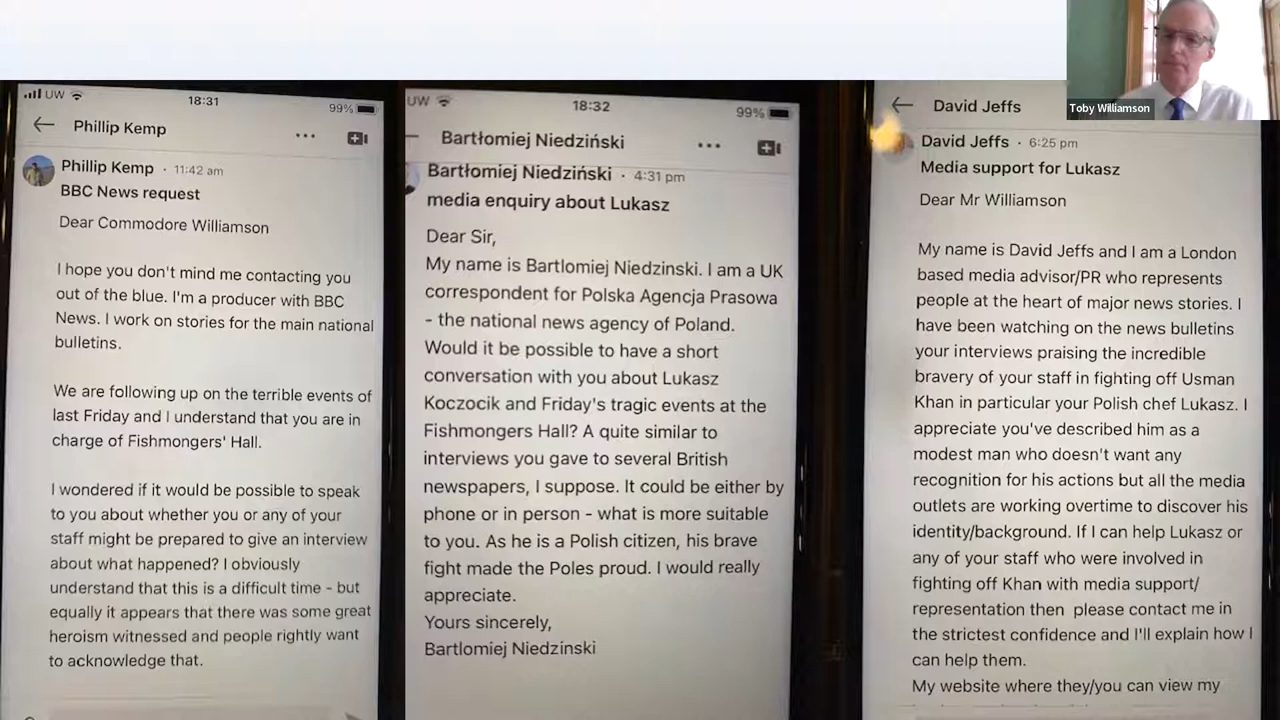 Toby Williamson
UW
18:31
99%
Phillip Kemp
Phillip Kemp · 11:42 am
BBC News request
Dear Commodore Williamson
I hope you don't mind me contacting you
out of the blue. I'm a producer with BBC
News. I work on stories for the main national
bulletins.
We are following up on the terrible events of
last Friday and I understand that you are in
charge of Fishmongers' Hall.
I wondered if it would be possible to speak
to you about whether you or any of your
staff might be prepared to give an interview
about what happened? I obviously
understand that this is a difficult time - but
equally it appears that there was some great
heroism witnessed and people rightly want
to acknowledge that.
UW
18:32
99%
Bartłomiej Niedziński
Bartłomiej Niedziński · 4:31 pm
media enquiry about Lukasz
Dear Sir,
My name is Bartlomiej Niedzinski. I am a UK
correspondent for Polska Agencja Prasowa
- the national news agency of Poland.
Would it be possible to have a short
conversation with you about Lukasz
Koczocik and Friday's tragic events at the
Fishmongers Hall? A quite similar to
interviews you gave to several British
newspapers, I suppose. It could be either by
phone or in person - what is more suitable
to you. As he is a Polish citizen, his brave
fight made the Poles proud. I would really
appreciate.
Yours sincerely,
Bartlomiej Niedzinski
David Jeffs
David Jeffs · 6:25 pm
Media support for Lukasz
Dear Mr Williamson
My name is David Jeffs and I am a London
based media advisor/PR who represents
people at the heart of major news stories. I
have been watching on the news bulletins
your interviews praising the incredible
bravery of your staff in fighting off Usman
Khan in particular your Polish chef Lukasz. I
appreciate you've described him as a
modest man who doesn't want any
recognition for his actions but all the media
outlets are working overtime to discover his
identity/background. If I can help Lukasz or
any of your staff who were involved in
fighting off Khan with media support/
representation then please contact me in
the strictest confidence and I'll explain how I
can help them.
My website where they/you can view my